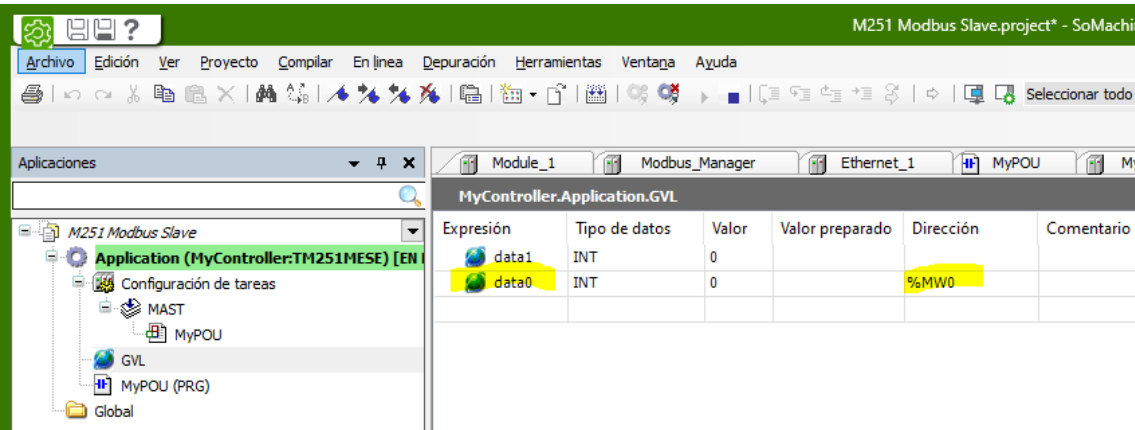 ?
M251 Modbus Slave.project* - SoMachi
Archivo Edición Ver Proyecto Compilar En línea Depuración Herramientas Ventana Ayuda
Seleccionar todo
Aplicaciones
Module_1 Modbus_Manager Ethernet_1 MyPOU My
MyController.Application.GVL
Expresión Tipo de datos Valor Valor preparado Dirección Comentario
data1 INT 0
data0 INT 0 %MW0
M251 Modbus Slave
Application (MyController:TM251MESE) [EN
Configuración de tareas
MAST
MyPOU
GVL
MyPOU (PRG)
Global